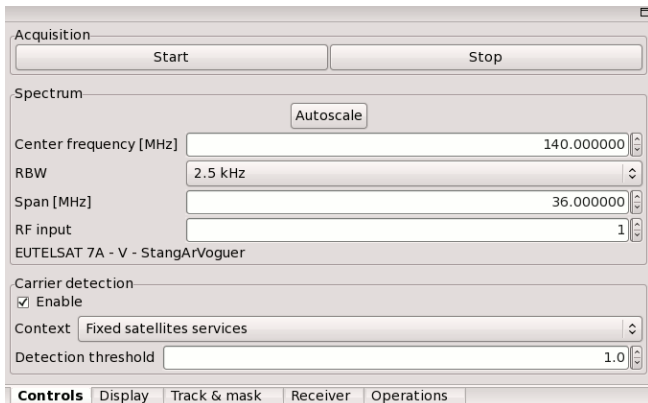 Acquisition
Start Stop
Spectrum
Autoscale
Center frequency [MHz] 140.000000
RBW 2.5 kHz
Span [MHz] 36.000000
RF input 1
EUTELSAT 7A - V - StangArVoguer
Carrier detection
Enable
Context Fixed satellites services
Detection threshold 1.0
Controls Display Track & mask Receiver Operations